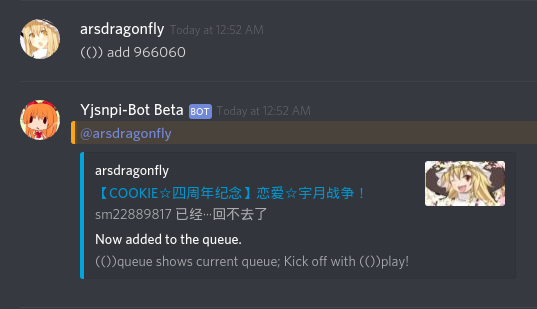 arsdragonfly Today at 12:52 AM
(()) add 966060
Yjsnpi-Bot Beta BOT Today at 12:52 AM
@arsdragonfly
arsdragonfly
【COOKIE☆四周年纪念】恋爱☆宇月战争！
sm22889817 已经…回不去了
Now added to the queue.
(())queue shows current queue; Kick off with (())play!